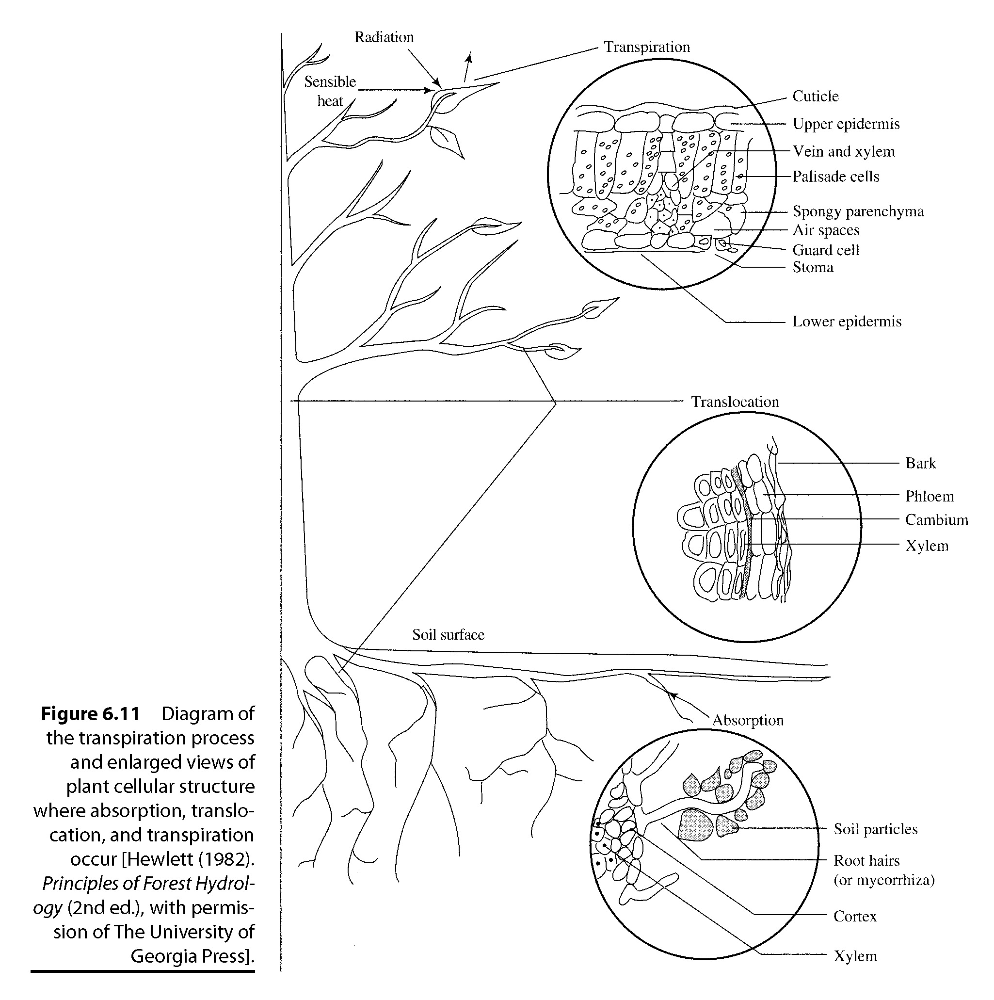 Radiation
Transpiration
Sensible
heat
Cuticle
Upper epidermis
Vein and xylem
Palisade cells
Spongy parenchyma
Air spaces
Guard cell
Stoma
Lower epidermis
Translocation
Bark
Phloem
Cambium
Xylem
Soil surface
Absorption
Soil particles
Root hairs
(or mycorrhiza)
Cortex
Xylem
Figure 6.11 Diagram of
the transpiration process
and enlarged views of
plant cellular structure
where absorption, translo-
cation, and transpiration
occur [Hewlett (1982).
Principles of Forest Hydrol-
ogy (2nd ed.), with permis-
sion of The University of
Georgia Press].